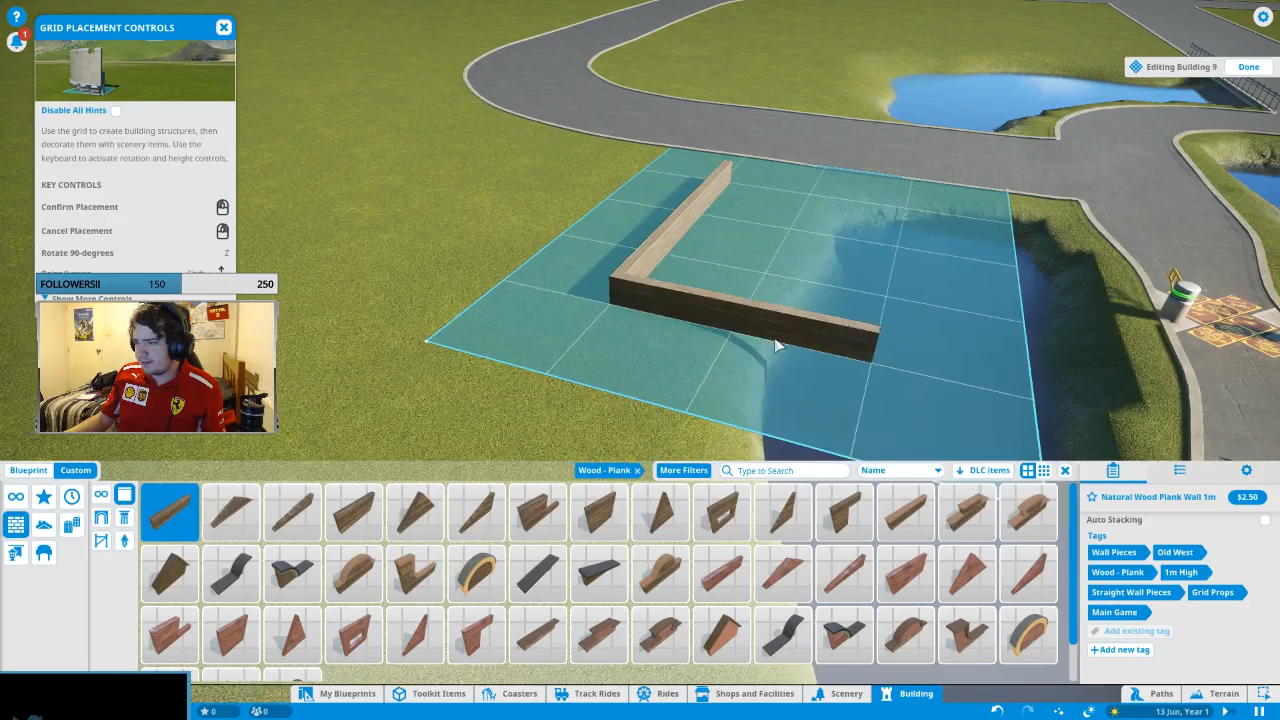 GRID PLACEMENT CONTROLS
Disable All Hints
Use the grid to create building structures, then
decorate them with scenery items. Use the
keyboard to activate rotation and height controls.
KEY CONTROLS
Confirm Placement
Cancel Placement
Rotate 90-degrees Z
FOLLOWERS!! 150 250
Show More Controls
1
Editing Building 9 Done
Blueprint Custom
Wood - Plank × More Filters Type to Search Name DLC items
Natural Wood Plank Wall 1m $2.50
Auto Stacking
Tags
Wall Pieces Old West
Wood - Plank 1m High
Straight Wall Pieces Grid Props
Main Game
Add existing tag
+Add new tag
My Blueprints Toolkit Items Coasters Track Rides Rides Shops and Facilities Scenery Building Paths Terrain
0 0 13 Jun, Year 1